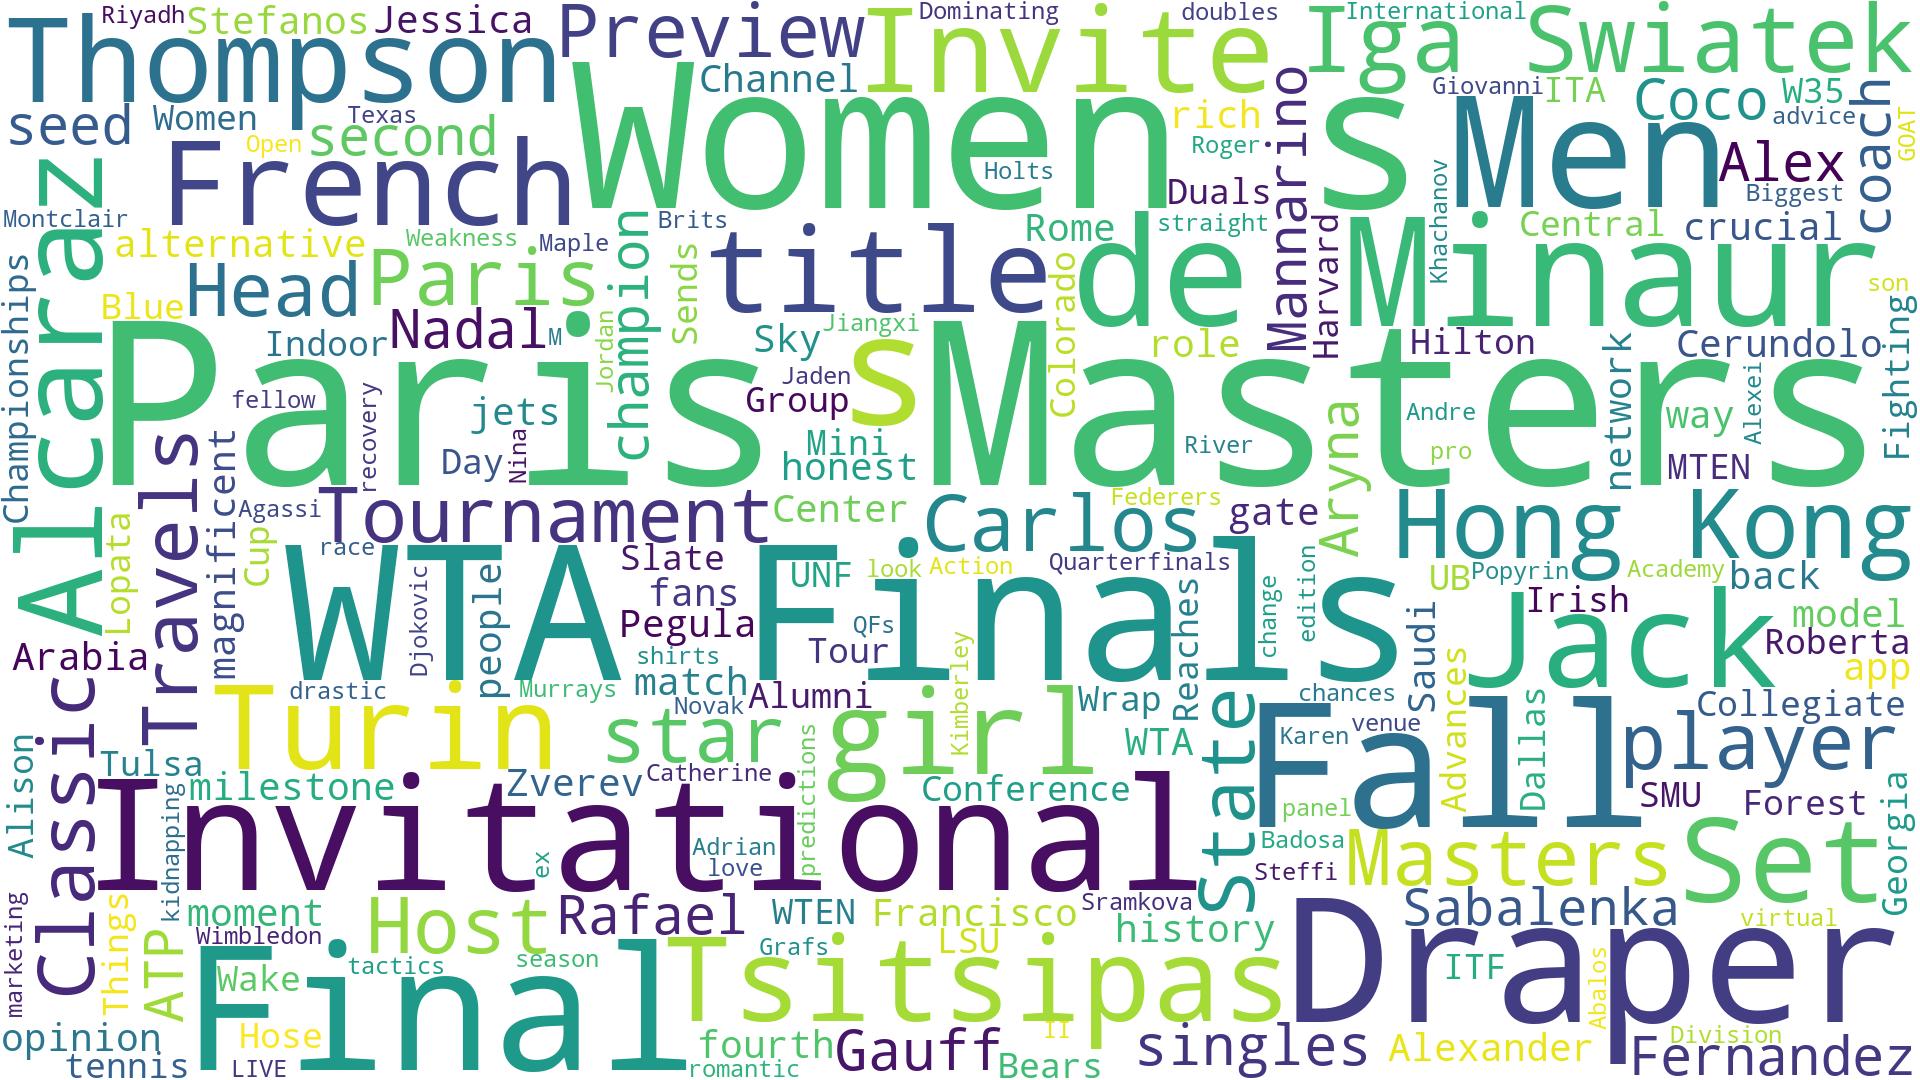 Riyadh
Stefanos
Jessica
Preview
Dominating
doubles
International
Thompson
Invite
Iga Swiatek
Channel
Giovanni
ITA
Coco
W35
coach
seed
Women
Texas
second
Open
Women s
rich
Roger
Mannarino
Men
advice
Alex
GOAT
French
Holts
Duals
Biggest
Khachanov
Montclair
Alcaraz
alternative
Weakness
Maple
Brits
champion
title
Rome
straight
de Minaur
Harvard
Central
crucial
Championships
Blue
Head
Paris
Sends
Colorado
son
Indoor
Nadal
M
Jordan
Sky
Jiangxi
role
Hilton
network
Cerundolo
Fighting
Paris Masters
fellow
recovery
jets
Jaden
Group
s
Aryna
Andre
way
Alexei
Travels
magnificent
Day
Nina
Mini
honest
River
pro
MTEN
Lopata
Cup
Agassi
Tournament
Center
Carlos
Federers
gate
Hong Kong
race
WTA Finals
Djokovic
people
Slate
fans
UNF
look
Action
Quarterfinals
change
edition
UB
Popyrin
Academy
back
Irish
Jack
model
Arabia
Pegula
QFs
Tour
Reaches
Saudi
Roberta
app
Classic
drastic
Murrays
shirts
match
Novak
Alumni
Kimberley
Wrap
chances
Advances
Dallas
Collegiate
Turin
star
girl
WTA
State
Fall
Karen
venue
player
Alison
Tulsa
milestone
Zverev
Catherine
predictions
Conference
panel
SMU
Forest
Georgia
kidnapping
Invitational
ex
Adrian
love
Badosa
Steffi
Masters
Set
marketing
Things
ATP
moment
Host
Rafael
WTEN
Francisco
Sramkova
Sabalenka
virtual
Wimbledon
Wake
tactics
season
Grafs
LSU
history
Draper
ITF
Abalos
Final
Tsitsipas
opinion
Hose
tennis
LIVE
fourth
romantic
Gauff
II
Bears
singles
Alexander
Division
Fernandez